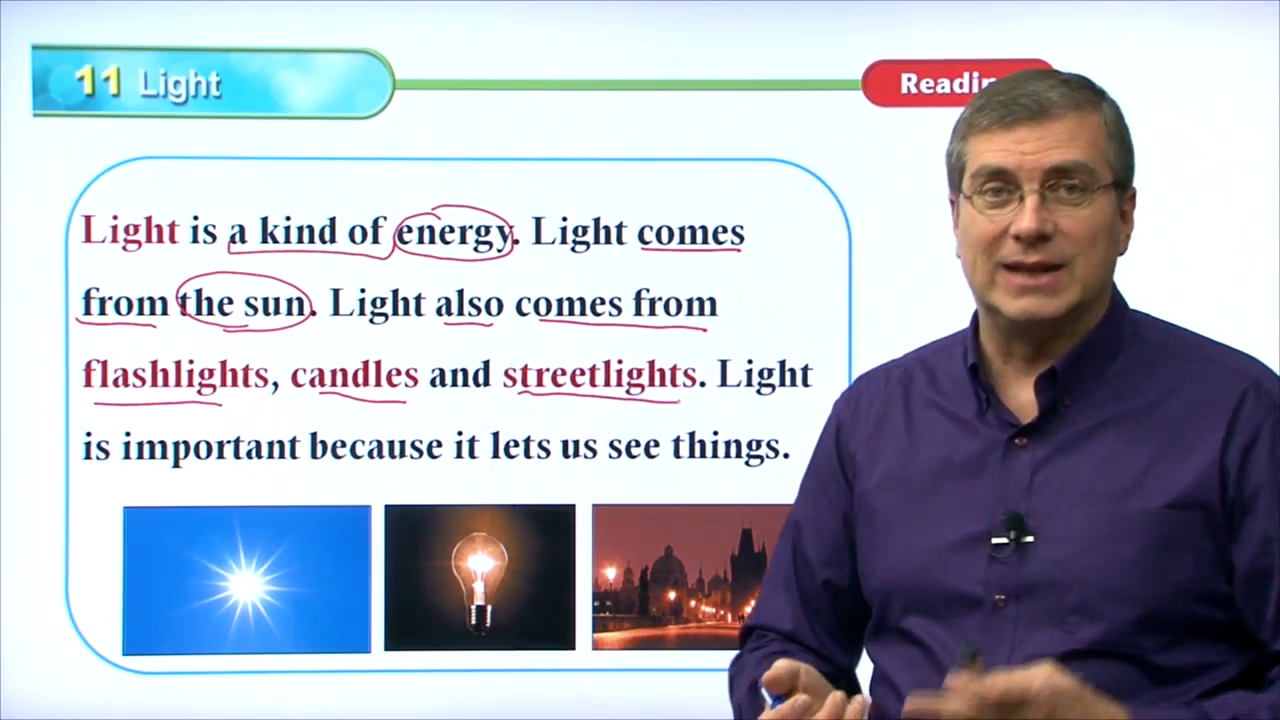 11 Light
Readin
Light is a kind of energy. Light comes
from the sun. Light also comes from
flashlights, candles and streetlights. Light
is important because it lets us see things.